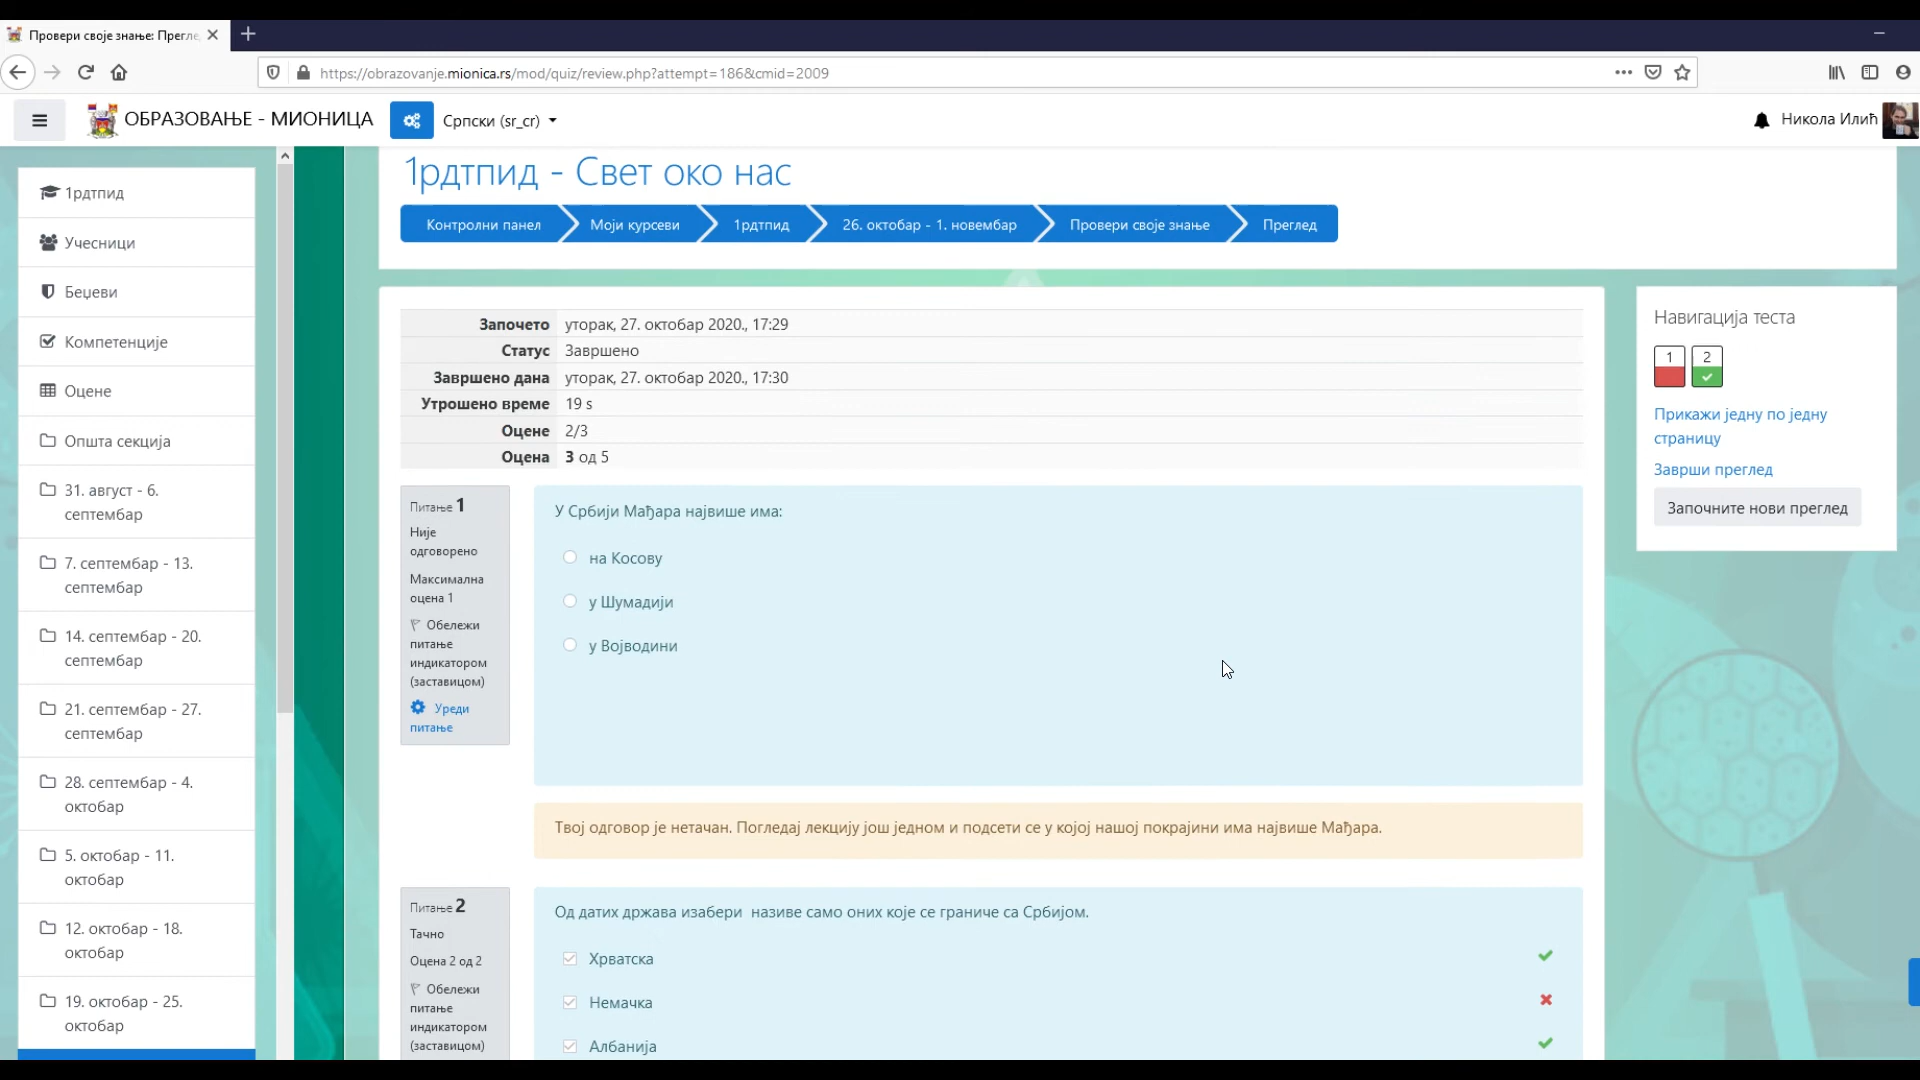 Провери своје знање: Прегле
https://obrazovanje.mionica.rs/mod/quiz/review.php?attempt=186&cmid=2009
ОБРАЗОВАЊЕ - МИОНИЦА
Српски (sr_cr)
Никола Илић
1рдтпид
Учесници
Беџеви
Компетенције
Оцене
Општа секција
31. август - 6.
септембар
7. септембар - 13.
септембар
14. септембар - 20.
септембар
21. септембар - 27.
септембар
28. септембар - 4.
октобар
5. октобар - 11.
октобар
12. октобар - 18.
октобар
19. октобар - 25.
октобар
1рдтпид - Свет око нас
Контролни панел
Моји курсеви
1рдтпид
26. октобар - 1. новембар
Провери своје знање
Преглед
Започето уторак, 27. октобар 2020., 17:29
Статус Завршено
Завршено дана уторак, 27. октобар 2020., 17:30
Утрошено време 19 s
Оцене 2/3
Оцена 3 од 5
Питање 1
Није
одговорено
Максимална
оцена 1
Обележи
питање
индикатором
(заставицом)
Уреди
питање
У Србији Мађара највише има:
на Косову
у Шумадији
у Војводини
Твој одговор је нетачан. Погледај лекцију још једном и подсети се у којој нашој покрајини има највише Мађара.
Питање 2
Тачно
Оцена 2 од 2
Обележи
питање
индикатором
(заставицом)
Од датих држава изабери  називе само оних које се граниче са Србијом.
Хрватска
Немачка
Албанија
Навигација теста
1 2
Прикажи једну по једну
страницу
Заврши преглед
Започните нови преглед